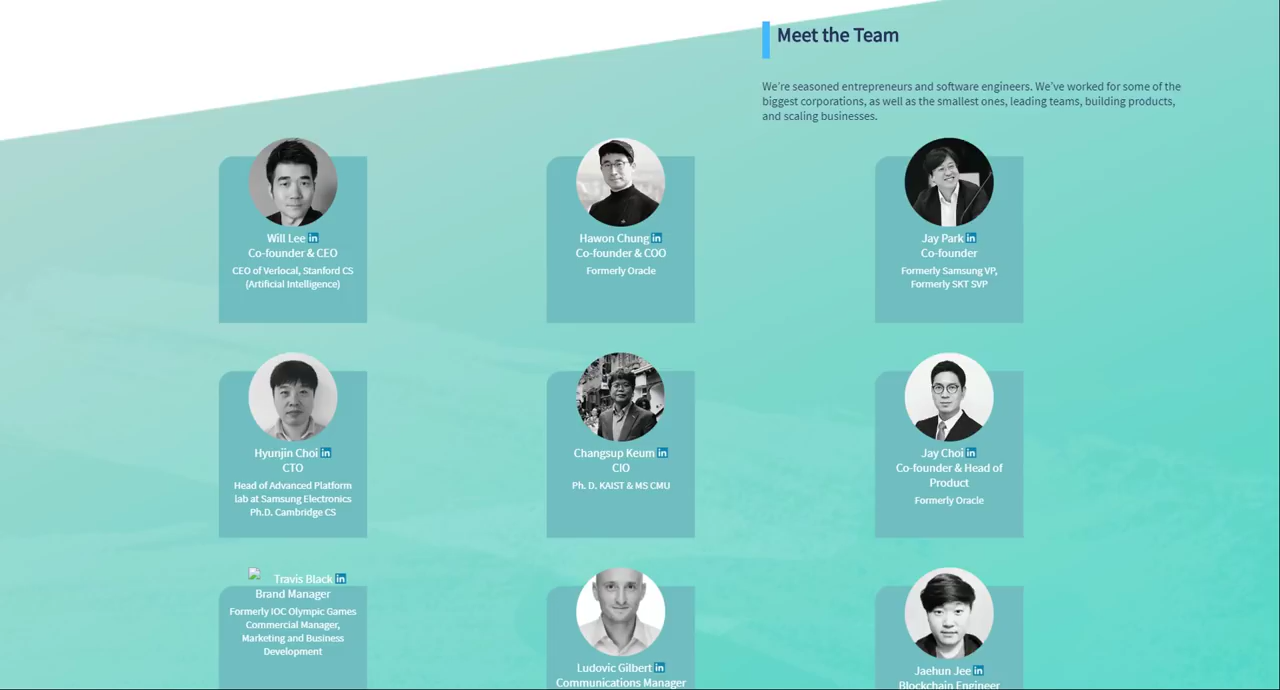 Meet the Team
We're seasoned entrepreneurs and software engineers. We've worked for some of the
biggest corporations, as well as the smallest ones, leading teams, building products,
and scaling businesses.
Will Lee in
Co-founder & CEO
CEO of Verlocal, Stanford CS
(Artificial Intelligence)
Hawon Chung in
Co-founder & COO
Formerly Oracle
Jay Park in
Co-founder
Formerly Samsung VP,
Formerly SKT SVP
Hyunjin Choi in
CTO
Head of Advanced Platform
lab at Samsung Electronics
Ph.D. Cambridge CS
Changsup Keum in
CIO
Ph. D. KAIST & MS CMU
Jay Choi in
Co-founder & Head of
Product
Formerly Oracle
Travis Black in
Brand Manager
Formerly IOC Olympic Games
Commercial Manager,
Marketing and Business
Development
Ludovic Gilbert in
Communications Manager
Jaehun Jee in
Blockchain Engineer